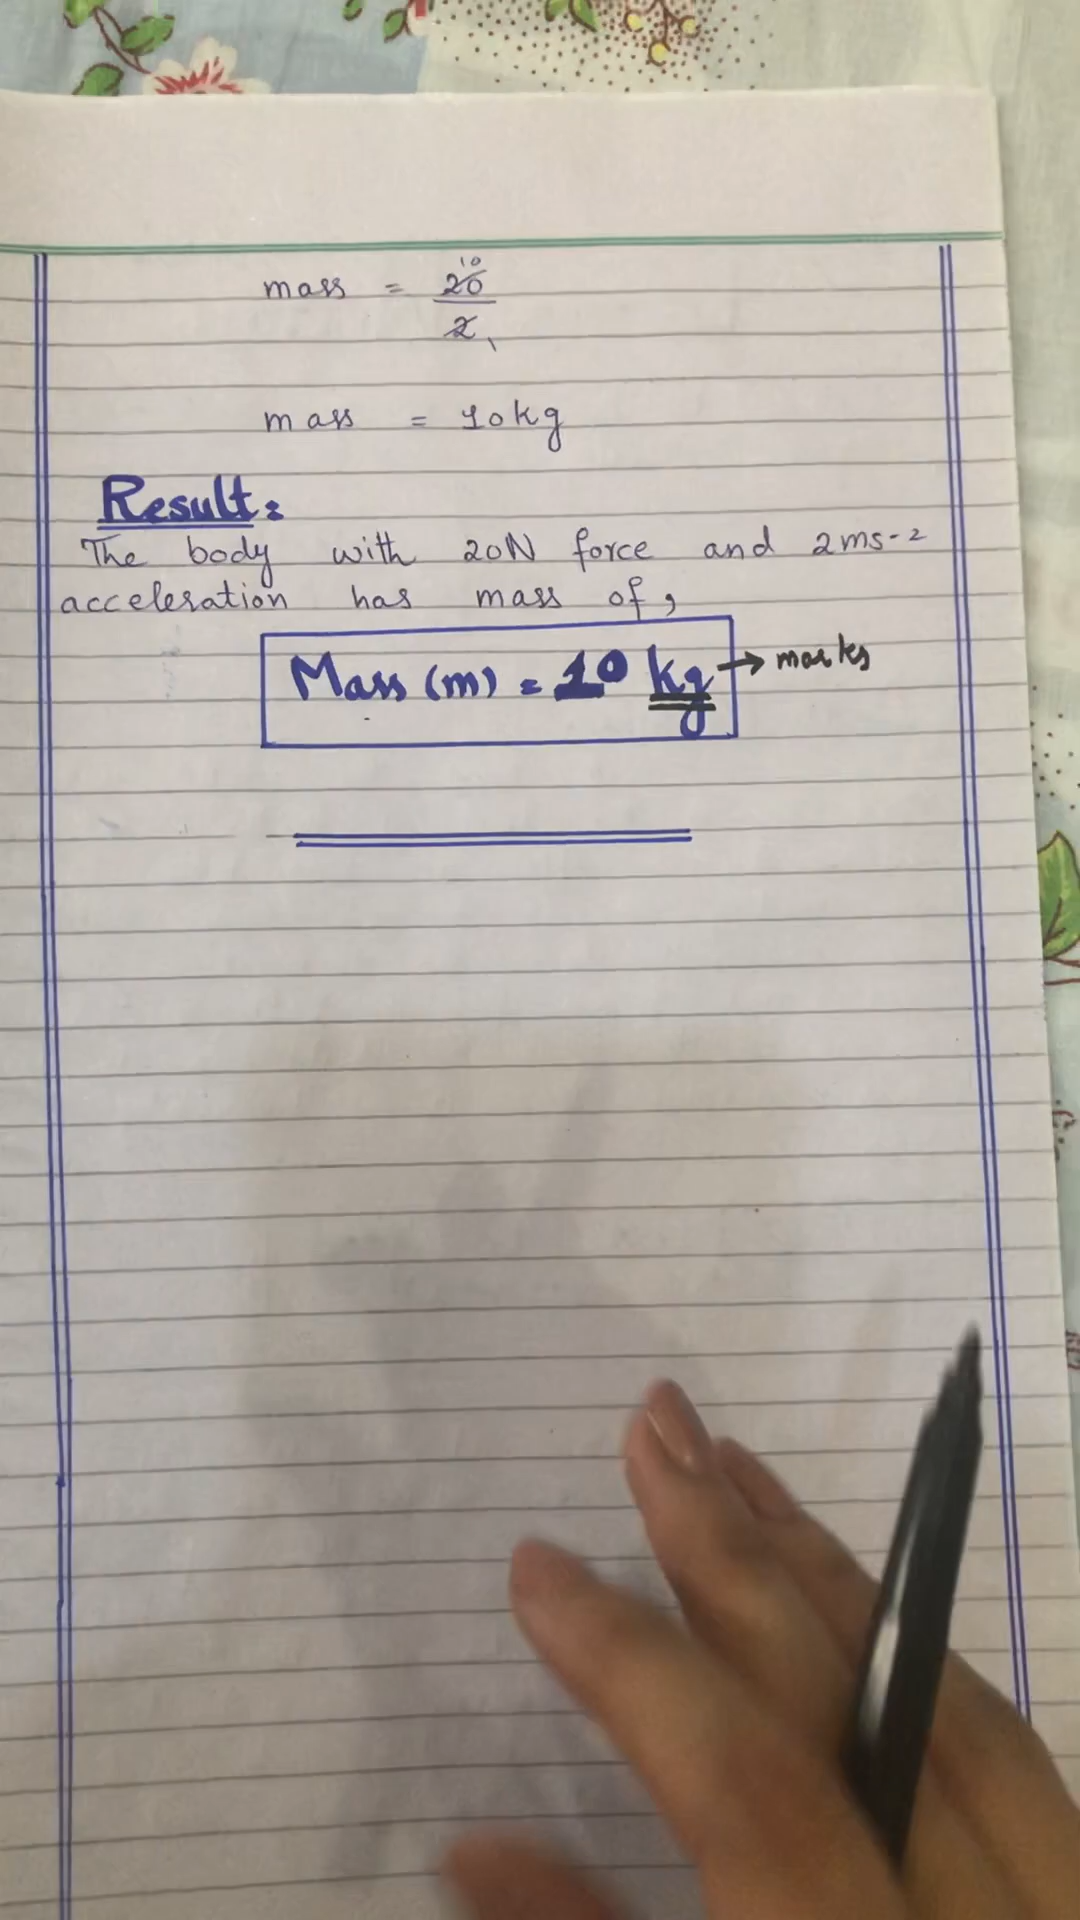 10
mass = 20
2 1
mass = 10kg
Result:
The body with 20N force and 2ms-2
acceleration has mass of,
Mass (m) = 10 kg → marks